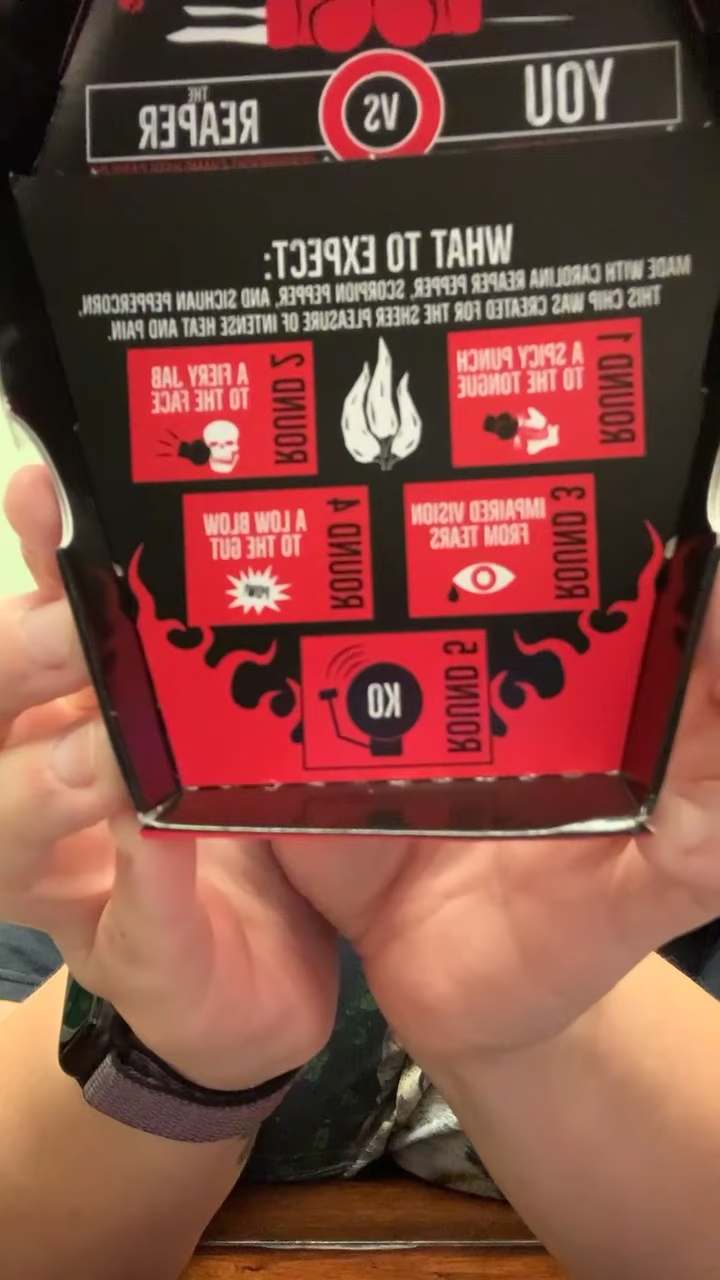 YOU VS THE REAPER
WHAT TO EXPECT:
MADE WITH CAROLINA REAPER PEPPER, SCORPION PEPPER, AND SICHUAN PEPPERCORN,
THIS CHIP WAS CREATED FOR THE SHEER PLEASURE OF INTENSE HEAT AND PAIN.
ROUND 1
A SPICY PUNCH
TO THE TONGUE
ROUND 2
A FIERY JAB
TO THE FACE
ROUND 3
IMPAIRED VISION
FROM TEARS
ROUND 4
A LOW BLOW
TO THE GUT
POW!
ROUND 5
KO